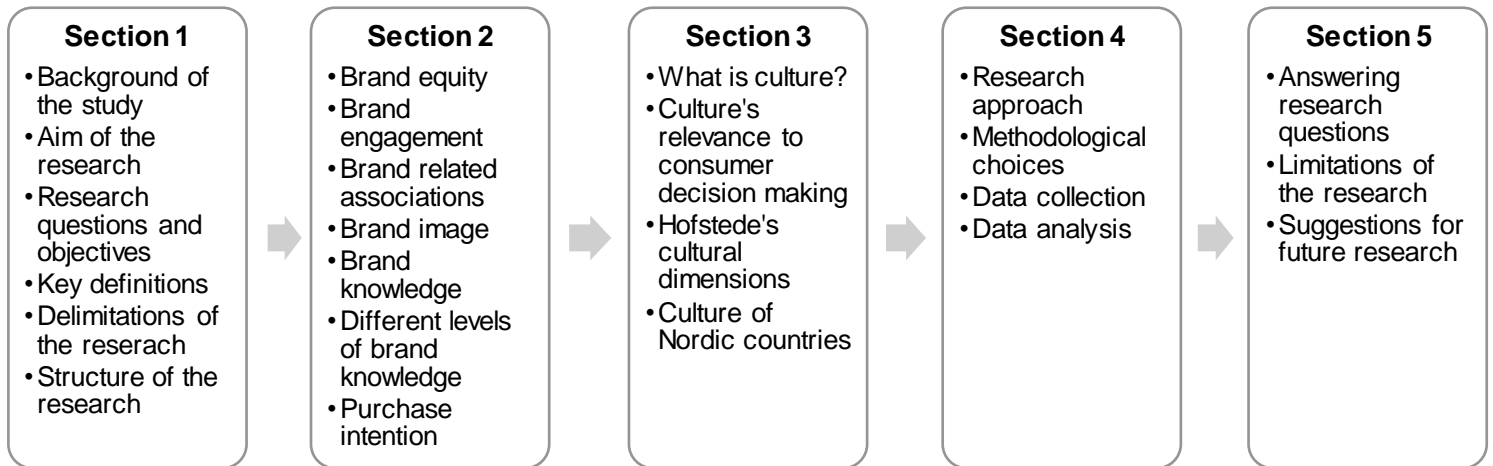 Section 1
•Background of
the study
•Aim of the
research
•Research
questions and
objectives
•Key definitions
•Delimitations of
the reserach
•Structure of the
research
Section 2
•Brand equity
•Brand
engagement
•Brand related
associations
•Brand image
•Brand
knowledge
•Different levels
of brand
knowledge
•Purchase
intention
Section 3
•What is culture?
•Culture's
relevance to
consumer
decision making
•Hofstede's
cultural
dimensions
•Culture of
Nordic countries
Section 4
•Research
approach
•Methodological
choices
•Data collection
•Data analysis
Section 5
•Answering
research
questions
•Limitations of
the research
•Suggestions for
future research